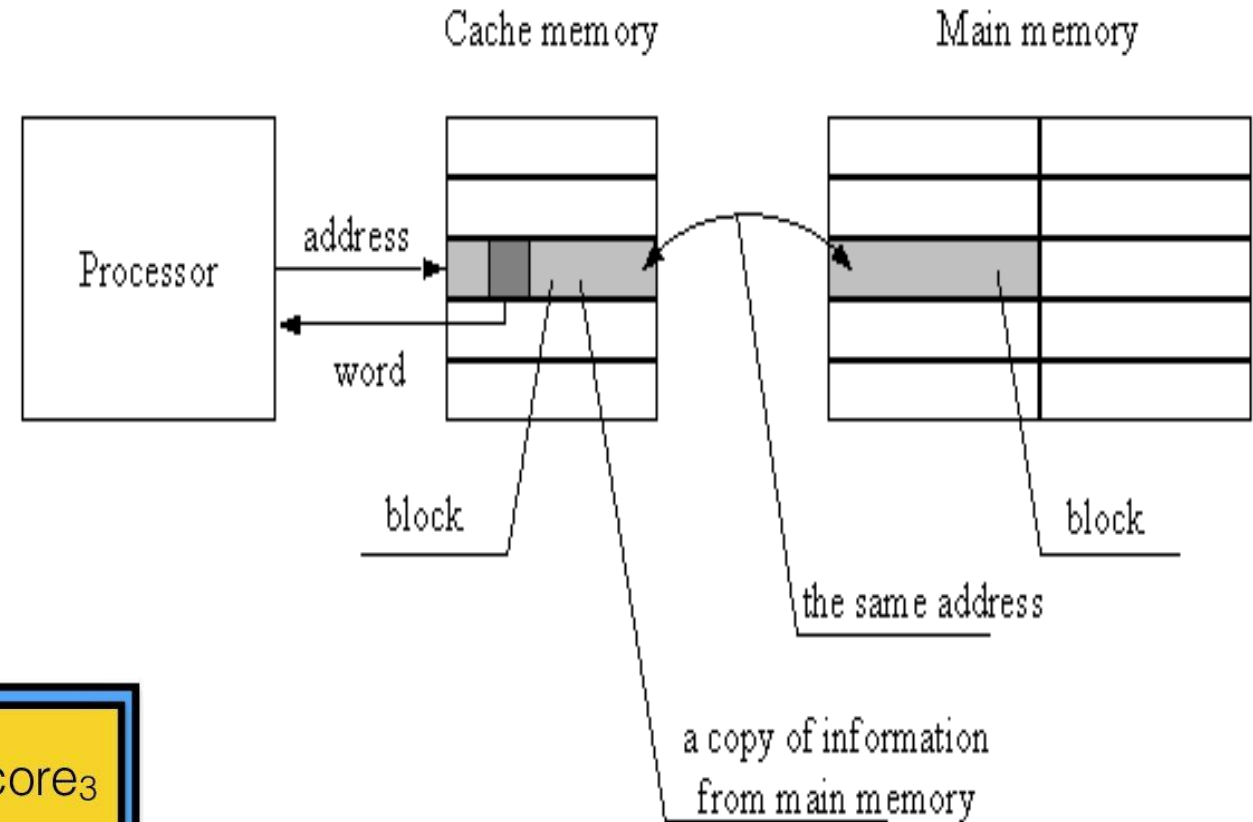 Cache memory
Main memory
Processor
address
word
block
block
the same address
a copy of information
from main memory
core₃